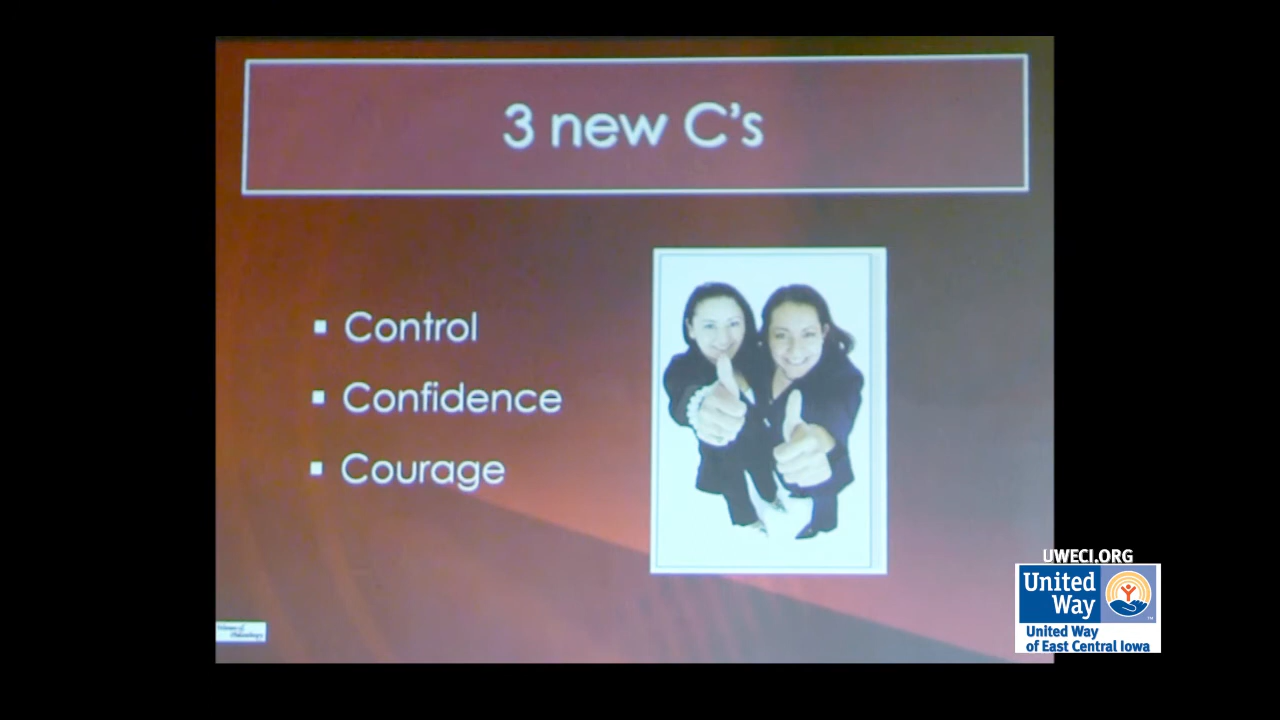 3 new C's
▪ Control
▪ Confidence
▪ Courage
UWECI.ORG
United
Way
United Way
of East Central Iowa